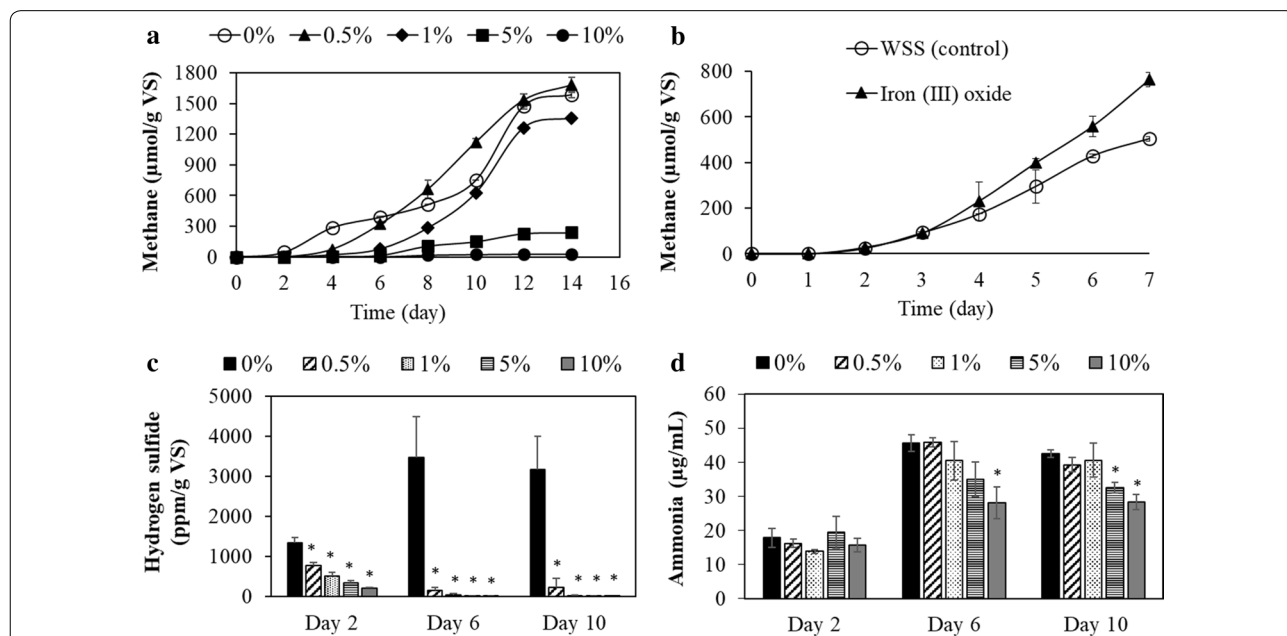 a
0% 0.5% 1% 5% 10%
1800
1500
1200
900
600
300
0
Methane (µmol/g VS)
0 2 4 6 8 10 12 14 16
Time (day)
b
WSS (control)
Iron (III) oxide
800
600
400
200
0
Methane (µmol/g VS)
0 1 2 3 4 5 6 7
Time (day)
c
0% 0.5% 1% 5% 10%
5000
4000
3000
2000
1000
0
Hydrogen sulfide
(ppm/g VS)
* * * * * * * * * * * *
Day 2 Day 6 Day 10
d
0% 0.5% 1% 5% 10%
60
50
40
30
20
10
0
Ammonia (µg/mL)
* * *
Day 2 Day 6 Day 10